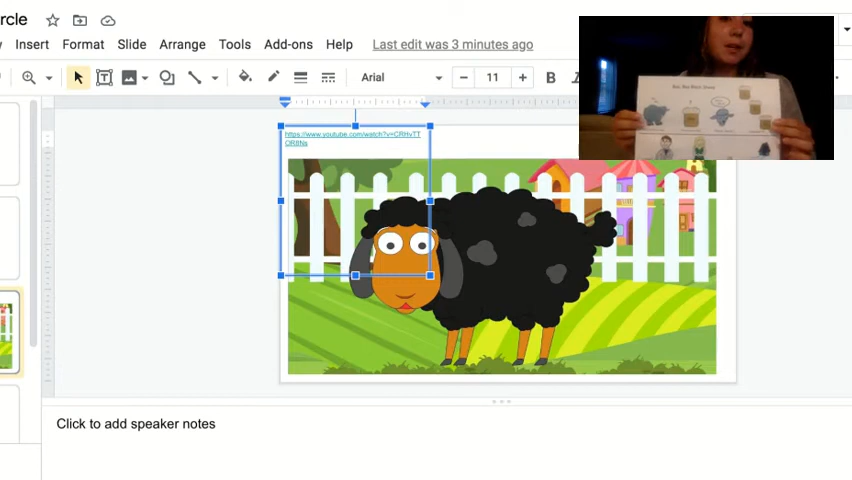 rcle
Insert Format Slide Arrange Tools Add-ons Help Last edit was 3 minutes ago
Arial 11 B I
https://www.youtube.com/watch?v=CRHvTT
OR8Ns
Click to add speaker notes